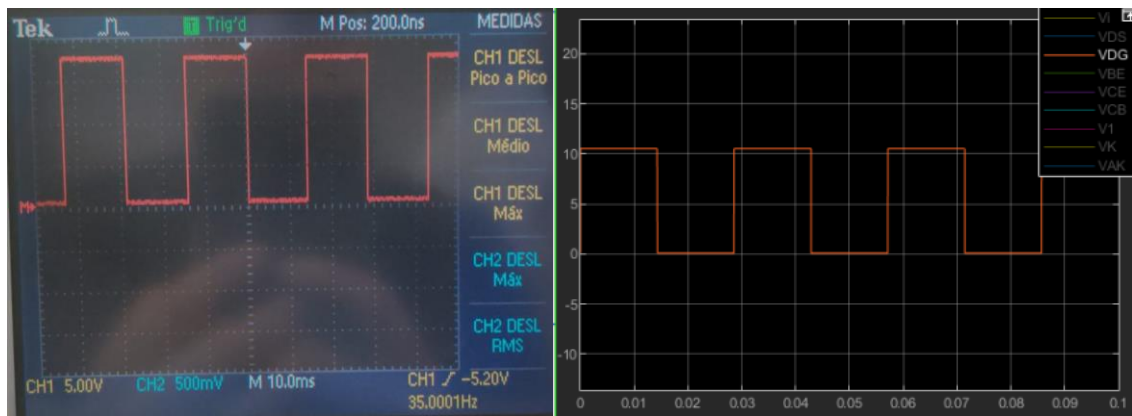 Tek
Trig'd
M Pos: 200.0ns
MEDIDAS
CH1 DESL
Pico a Pico
CH1 DESL
Médio
CH1 DESL
Máx
CH2 DESL
Máx
CH2 DESL
RMS
M
CH1 5.00V
CH2 500mV
M 10.0ms
CH1 -5.20V
35.0001Hz
20
15
10
5
0
-5
-10
0
0.01
0.02
0.03
0.04
0.05
0.06
0.07
0.08
0.09
0.1
Vi
VDS
VDG
VBE
VCE
VCB
V1
VK
VAK